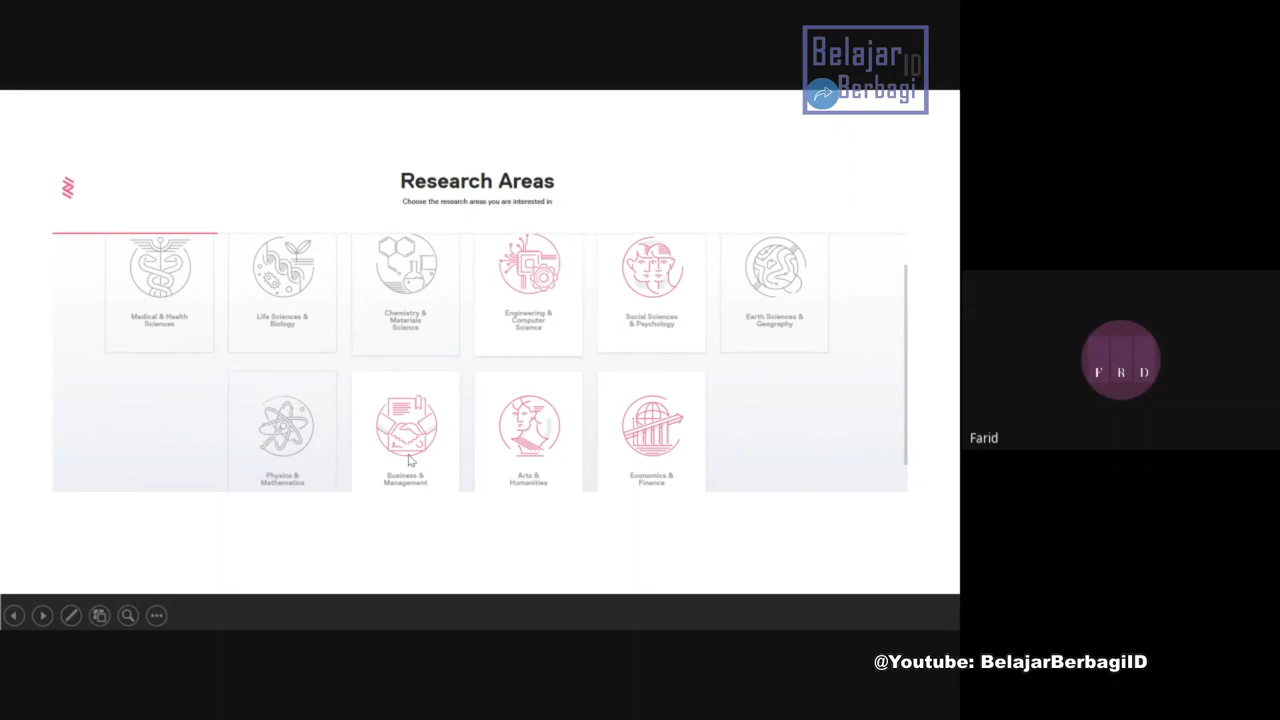 Belajar
ID
Berbagi
Research Areas
Choose the research areas you are interested in
Medical & Health
Sciences
Life Sciences &
Biology
Chemistry &
Materials
Science
Engineering &
Computer
Science
Social Sciences
& Psychology
Earth Sciences &
Geography
Physics &
Mathematics
Business &
Management
Arts &
Humanities
Economics &
Finance
F R D
Farid
@Youtube: BelajarBerbagiID